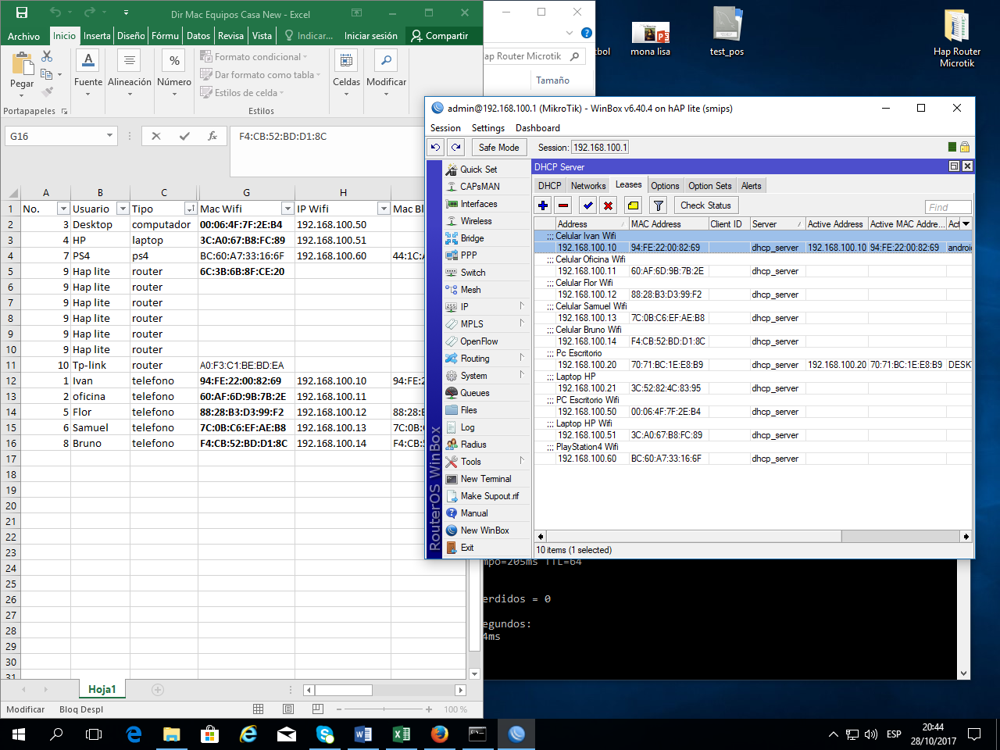 Dir Mac Equipos Casa New - Excel
Archivo Inicio Inserta Diseño Fórmu Datos Revisa Vista Indicar... Iniciar sesión Compartir
Pegar Fuente Alineación Número Formato condicional Celdas Modificar
Dar formato como tabla
Estilos de celda
Portapapeles Estilos
G16 fx F4:CB:52:BD:D1:8C
A B C G H
1 No. Usuario Tipo Mac Wifi IP Wifi Mac Bl
2 3 Desktop computador 00:06:4F:7F:2E:B4 192.168.100.50
3 4 HP laptop 3C:A0:67:B8:FC:89 192.168.100.51
4 7 PS4 ps4 BC:60:A7:33:16:6F 192.168.100.60 44:1C:A
5 9 Hap lite router 6C:3B:6B:8F:CE:20
6 9 Hap lite router
7 9 Hap lite router
8 9 Hap lite router
9 9 Hap lite router
10 9 Hap lite router
11 10 Tp-link router A0:F3:C1:BE:BD:EA
12 1 Ivan telefono 94:FE:22:00:82:69 192.168.100.10 94:FE:2
13 2 oficina telefono 60:AF:6D:9B:7B:2E 192.168.100.11
14 5 Flor telefono 88:28:B3:D3:99:F2 192.168.100.12 88:28:B
15 6 Samuel telefono 7C:0B:C6:EF:AE:B8 192.168.100.13 7C:0B:C
16 8 Bruno telefono F4:CB:52:BD:D1:8C 192.168.100.14 F4:CB:5
17
18
19
20
21
22
23
24
25
26
27
28
29
30
31
Hoja1
Modificar Bloq Despl 100 %
Hap Router Microtik
Tamaño
tbol
mona lisa
test_pos
Hap Router
Microtik
admin@192.168.100.1 (MikroTik) - WinBox v6.40.4 on hAP lite (smips)
Session Settings Dashboard
Safe Mode Session: 192.168.100.1
RouterOS WinBox
Quick Set
CAPsMAN
Interfaces
Wireless
Bridge
PPP
Switch
Mesh
IP
MPLS
OpenFlow
Routing
System
Queues
Files
Log
Radius
Tools
New Terminal
Make Supout.rif
Manual
New WinBox
Exit
DHCP Server
DHCP Networks Leases Options Option Sets Alerts
Check Status Find
Address MAC Address Client ID Server Active Address Active MAC Addre... Act
;;; Celular Ivan Wifi
192.168.100.10 94:FE:22:00:82:69 dhcp_server 192.168.100.10 94:FE:22:00:82:69 androi
;;; Celular Oficina Wifi
192.168.100.11 60:AF:6D:9B:7B:2E dhcp_server
;;; Celular Flor Wifi
192.168.100.12 88:28:B3:D3:99:F2 dhcp_server
;;; Celular Samuel Wifi
192.168.100.13 7C:0B:C6:EF:AE:B8 dhcp_server
;;; Celular Bruno Wifi
192.168.100.14 F4:CB:52:BD:D1:8C dhcp_server
;;; Pc Escritorio
192.168.100.20 70:71:BC:1E:E8:B9 dhcp_server 192.168.100.20 70:71:BC:1E:E8:B9 DESK
;;; Laptop HP
192.168.100.21 3C:52:82:4C:83:95 dhcp_server
;;; PC Escritorio Wifi
192.168.100.50 00:06:4F:7F:2E:B4 dhcp_server
;;; Laptop HP Wifi
192.168.100.51 3C:A0:67:B8:FC:89 dhcp_server
;;; PlayStation4 Wifi
192.168.100.60 BC:60:A7:33:16:6F dhcp_server
10 items (1 selected)
mpo=205ms TTL=64
erdidos = 0
egundos:
4ms
ESP 20:44
28/10/2017